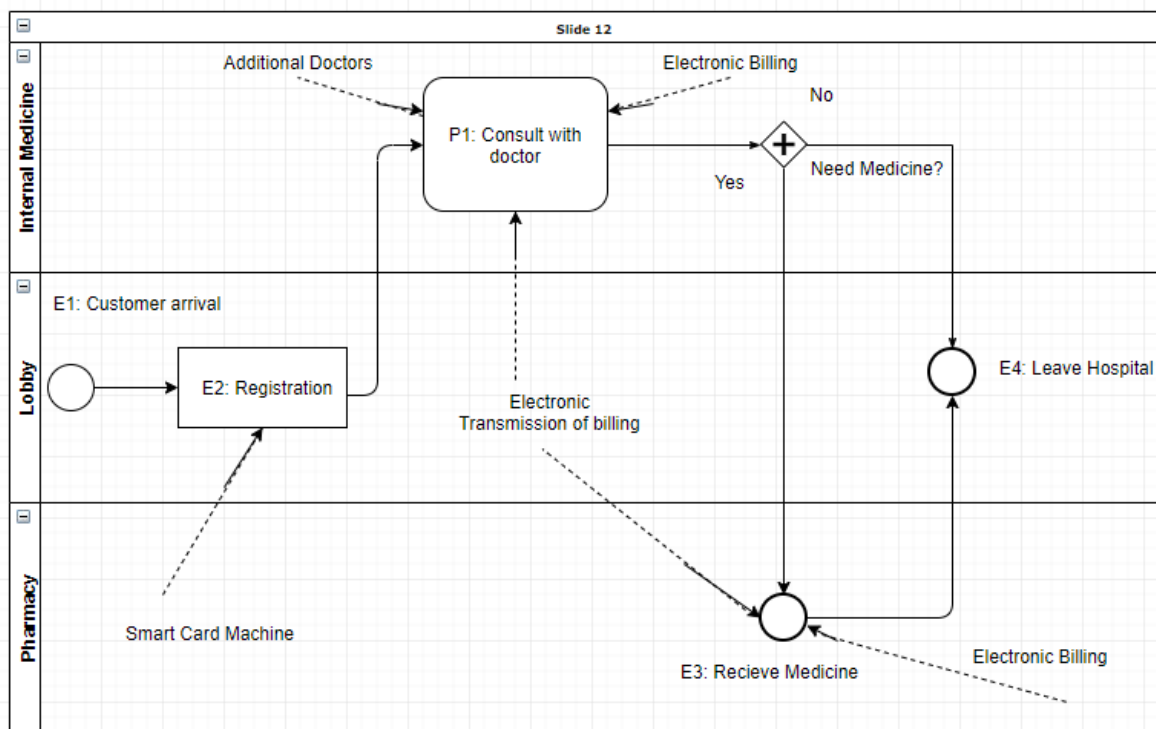 Slide 12
Internal Medicine
Additional Doctors
Electronic Billing
No
P1: Consult with
doctor
Need Medicine?
Yes
Lobby
E1: Customer arrival
E2: Registration
E4: Leave Hospital
Electronic
Transmission of billing
Pharmacy
Smart Card Machine
E3: Recieve Medicine
Electronic Billing